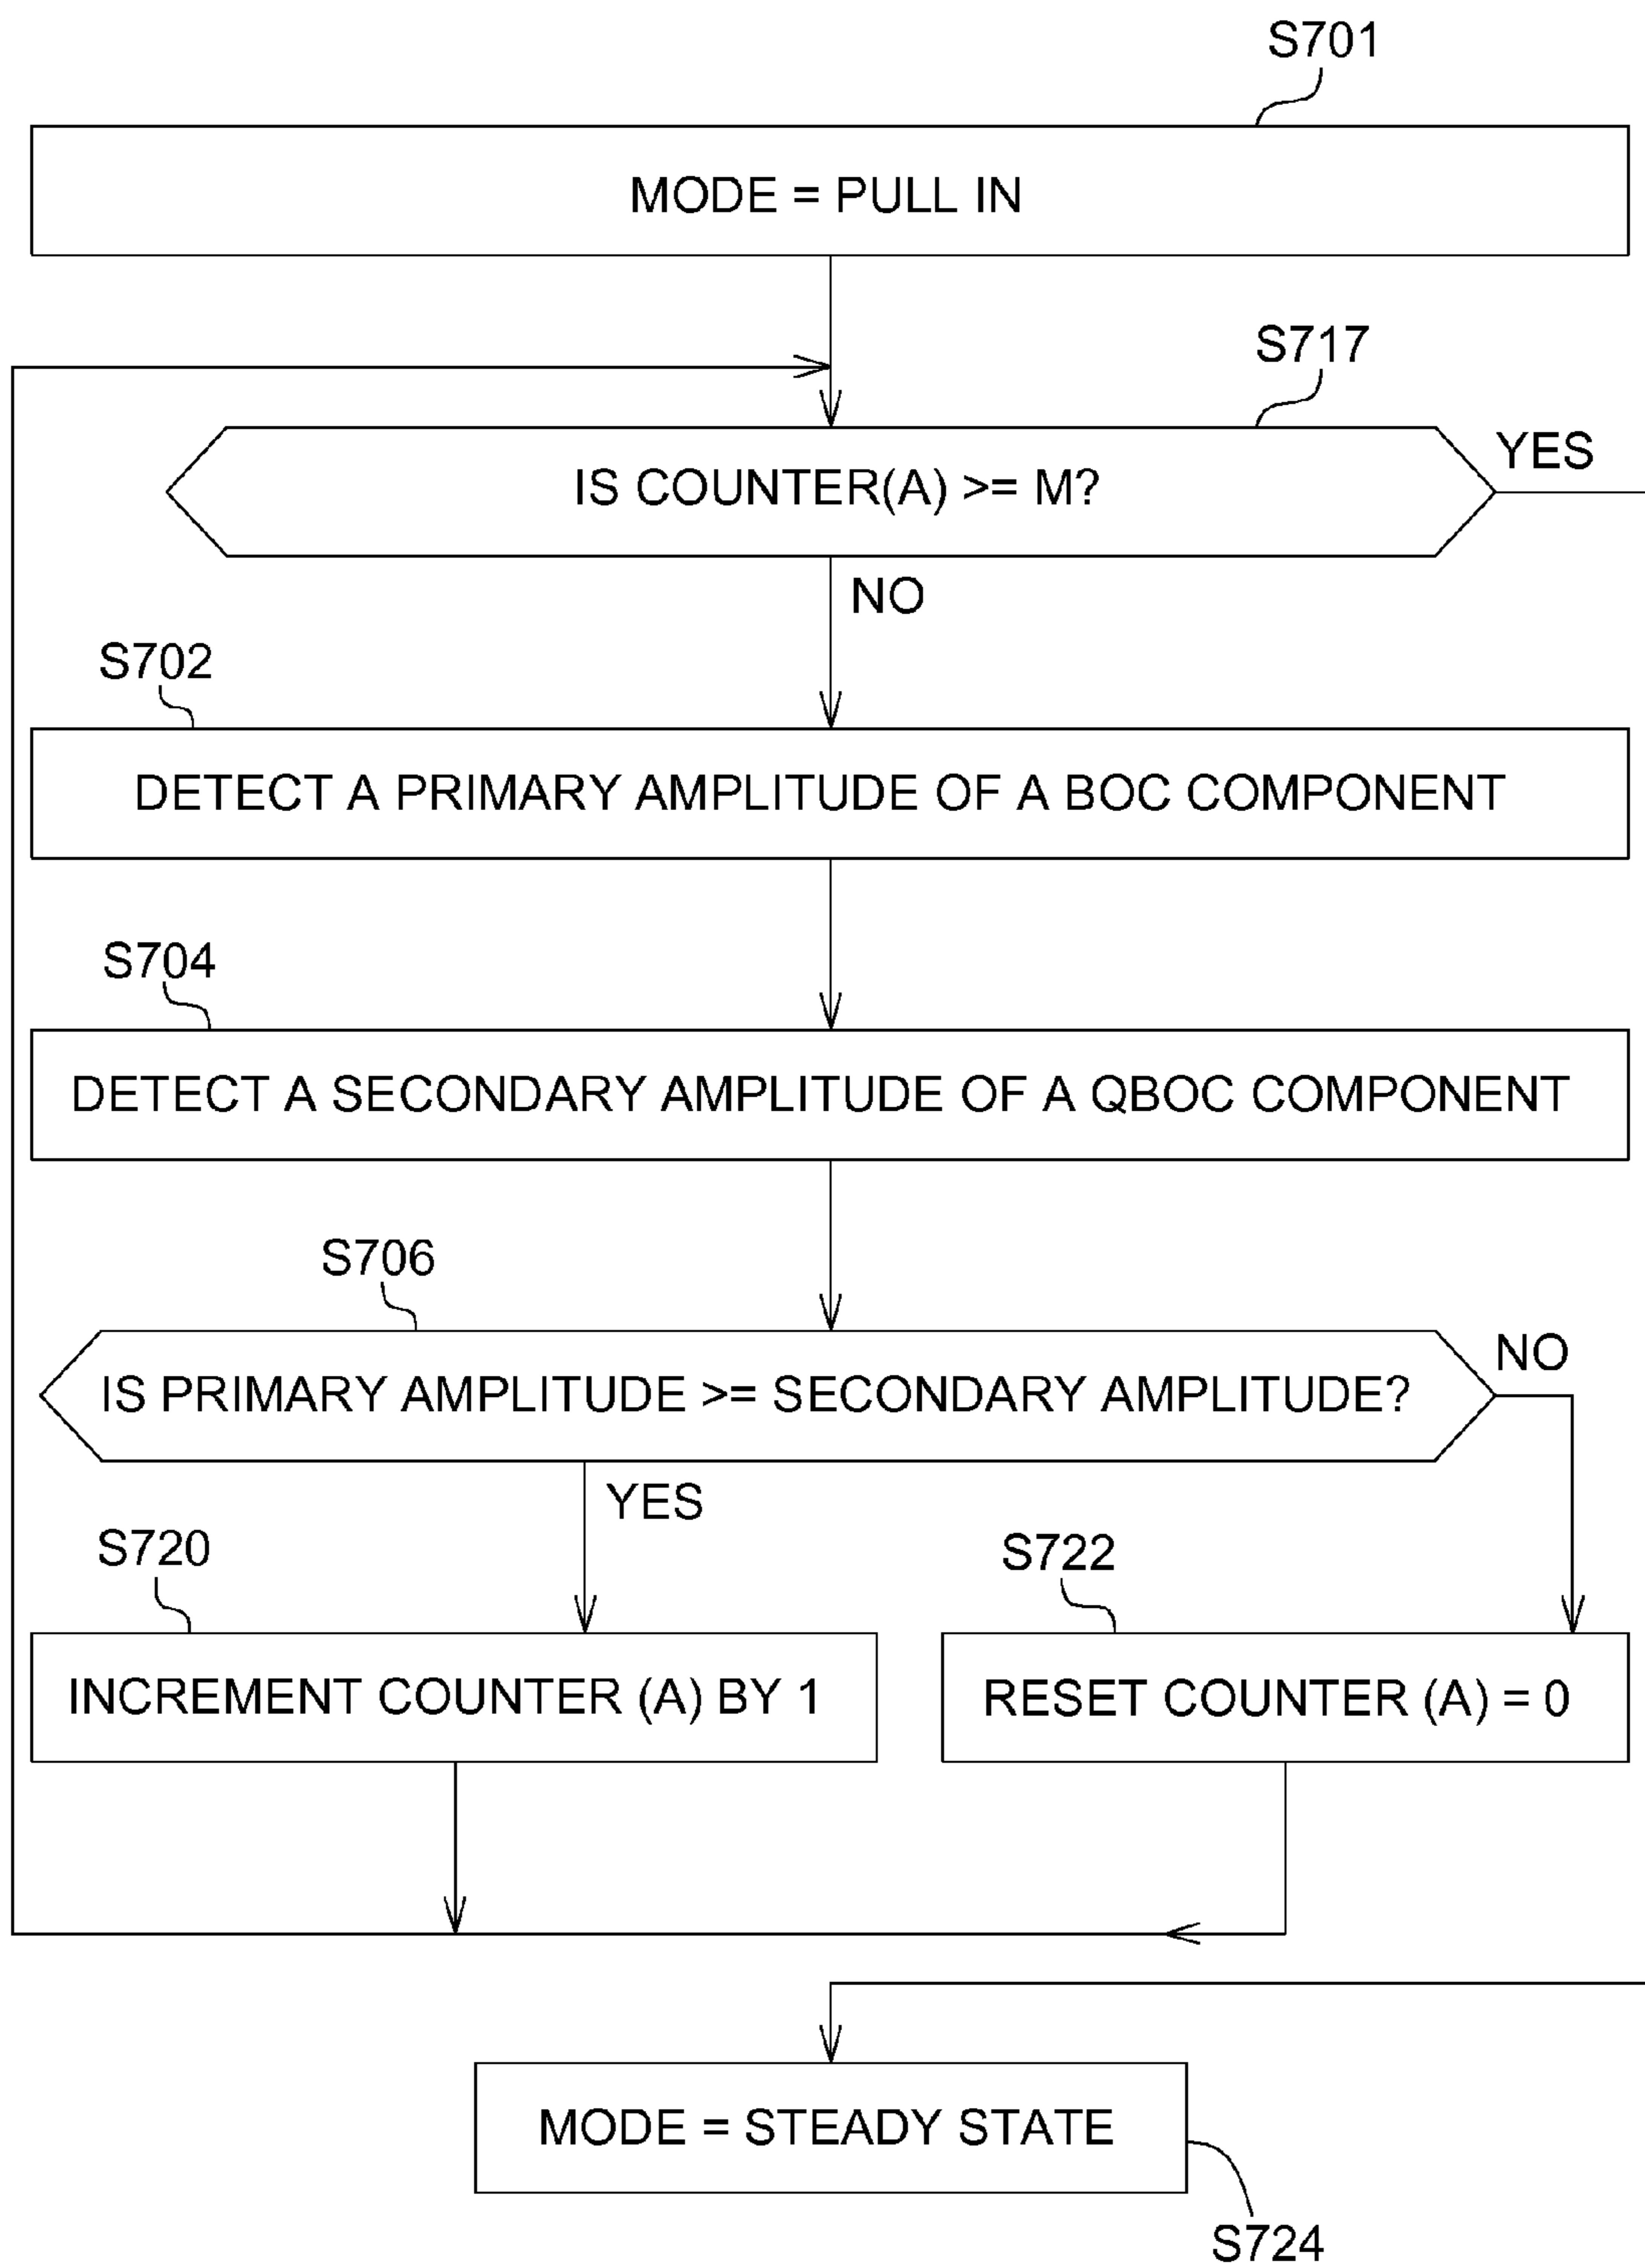 S701
MODE = PULL IN
S717
IS COUNTER(A) >= M?
YES
NO
S702
DETECT A PRIMARY AMPLITUDE OF A BOC COMPONENT
S704
DETECT A SECONDARY AMPLITUDE OF A QBOC COMPONENT
S706
IS PRIMARY AMPLITUDE >= SECONDARY AMPLITUDE?
NO
YES
S720
INCREMENT COUNTER (A) BY 1
S722
RESET COUNTER (A) = 0
MODE = STEADY STATE
S724